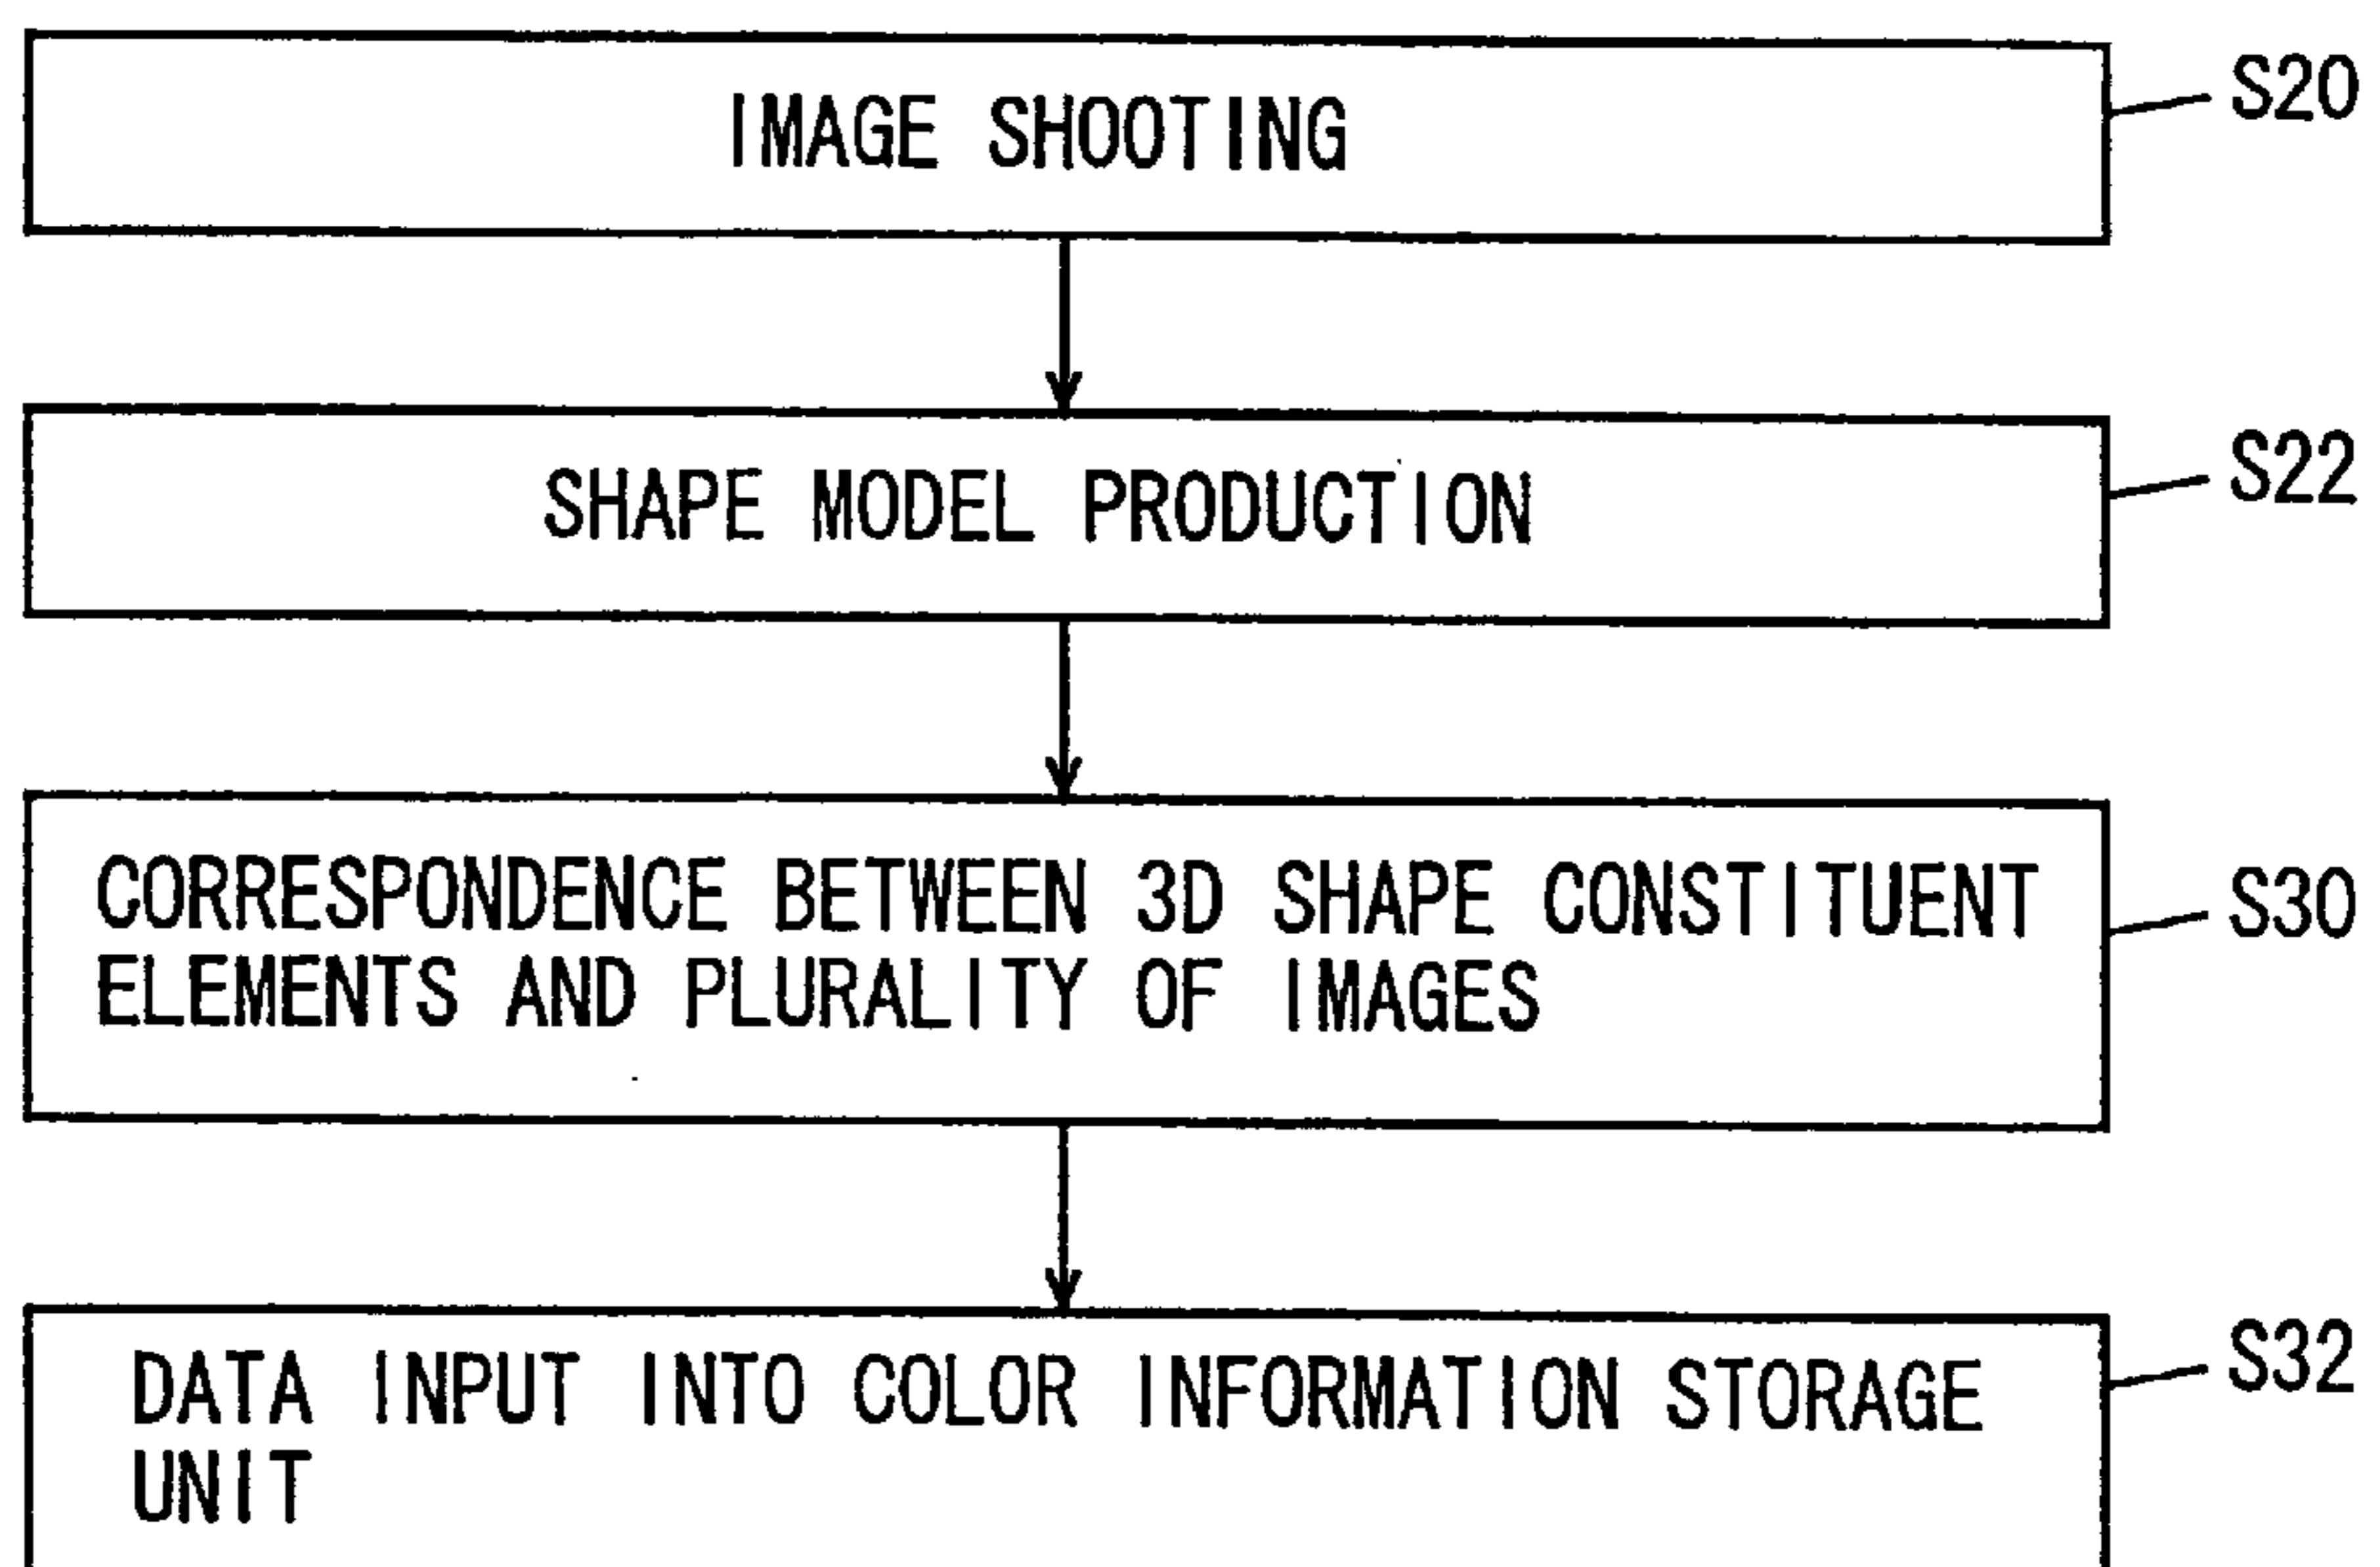 IMAGE SHOOTING
S20
SHAPE MODEL PRODUCTION
S22
CORRESPONDENCE BETWEEN 3D SHAPE CONSTITUENT
ELEMENTS AND PLURALITY OF IMAGES
S30
DATA INPUT INTO COLOR INFORMATION STORAGE
UNIT
S32